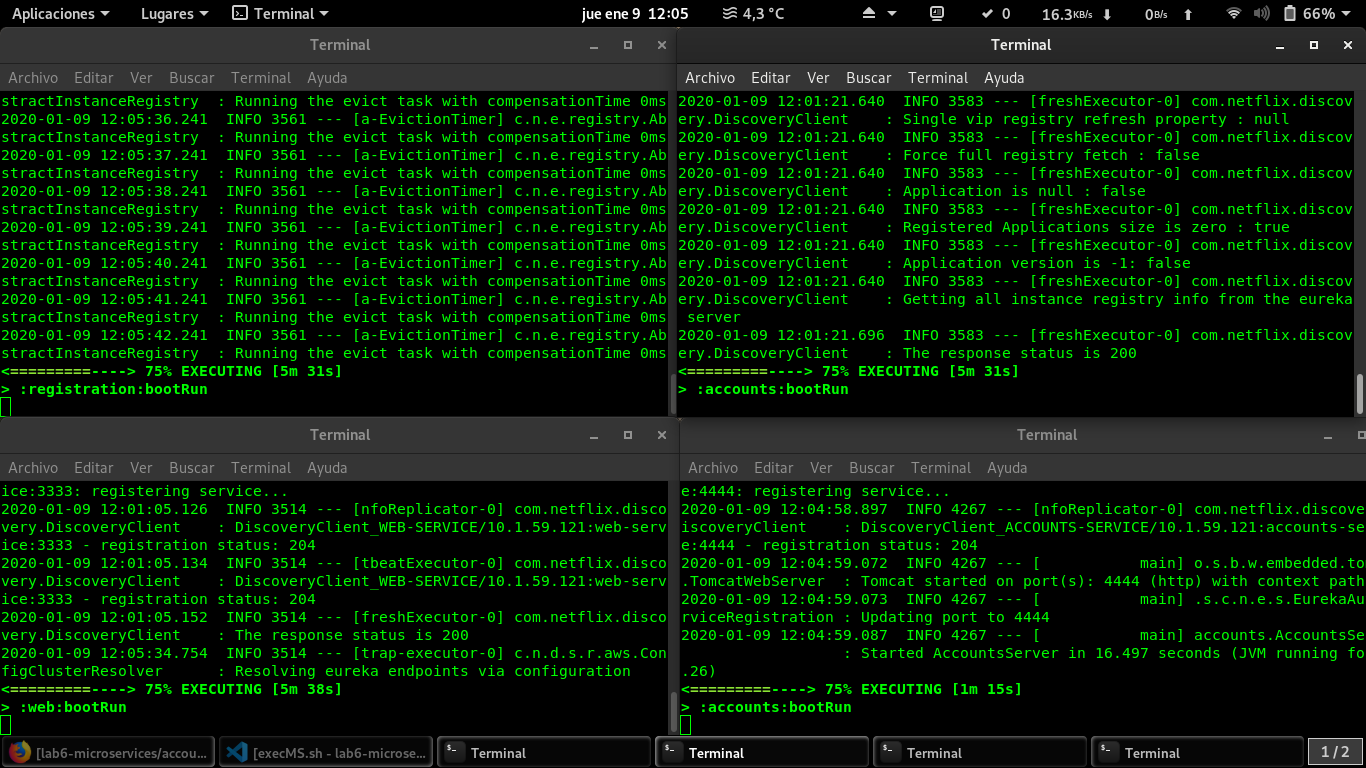 Aplicaciones Lugares Terminal jue ene 9 12:05 4,3 °C 0 16.3KB/s 0B/s 66%
Terminal
Archivo Editar Ver Buscar Terminal Ayuda
stractInstanceRegistry  : Running the evict task with compensationTime 0ms
2020-01-09 12:05:36.241  INFO 3561 --- [a-EvictionTimer] c.n.e.registry.Ab
stractInstanceRegistry  : Running the evict task with compensationTime 0ms
2020-01-09 12:05:37.241  INFO 3561 --- [a-EvictionTimer] c.n.e.registry.Ab
stractInstanceRegistry  : Running the evict task with compensationTime 0ms
2020-01-09 12:05:38.241  INFO 3561 --- [a-EvictionTimer] c.n.e.registry.Ab
stractInstanceRegistry  : Running the evict task with compensationTime 0ms
2020-01-09 12:05:39.241  INFO 3561 --- [a-EvictionTimer] c.n.e.registry.Ab
stractInstanceRegistry  : Running the evict task with compensationTime 0ms
2020-01-09 12:05:40.241  INFO 3561 --- [a-EvictionTimer] c.n.e.registry.Ab
stractInstanceRegistry  : Running the evict task with compensationTime 0ms
2020-01-09 12:05:41.241  INFO 3561 --- [a-EvictionTimer] c.n.e.registry.Ab
stractInstanceRegistry  : Running the evict task with compensationTime 0ms
2020-01-09 12:05:42.241  INFO 3561 --- [a-EvictionTimer] c.n.e.registry.Ab
stractInstanceRegistry  : Running the evict task with compensationTime 0ms
<=========----> 75% EXECUTING [5m 31s]
> :registration:bootRun
Terminal
Archivo Editar Ver Buscar Terminal Ayuda
2020-01-09 12:01:21.640  INFO 3583 --- [freshExecutor-0] com.netflix.discov
ery.DiscoveryClient    : Single vip registry refresh property : null
2020-01-09 12:01:21.640  INFO 3583 --- [freshExecutor-0] com.netflix.discov
ery.DiscoveryClient    : Force full registry fetch : false
2020-01-09 12:01:21.640  INFO 3583 --- [freshExecutor-0] com.netflix.discov
ery.DiscoveryClient    : Application is null : false
2020-01-09 12:01:21.640  INFO 3583 --- [freshExecutor-0] com.netflix.discov
ery.DiscoveryClient    : Registered Applications size is zero : true
2020-01-09 12:01:21.640  INFO 3583 --- [freshExecutor-0] com.netflix.discov
ery.DiscoveryClient    : Application version is -1: false
2020-01-09 12:01:21.640  INFO 3583 --- [freshExecutor-0] com.netflix.discov
ery.DiscoveryClient    : Getting all instance registry info from the eureka
 server
2020-01-09 12:01:21.696  INFO 3583 --- [freshExecutor-0] com.netflix.discov
ery.DiscoveryClient    : The response status is 200
<=========----> 75% EXECUTING [5m 31s]
> :accounts:bootRun
Terminal
Archivo Editar Ver Buscar Terminal Ayuda
ice:3333: registering service...
2020-01-09 12:01:05.126  INFO 3514 --- [nfoReplicator-0] com.netflix.disco
very.DiscoveryClient    : DiscoveryClient_WEB-SERVICE/10.1.59.121:web-serv
ice:3333 - registration status: 204
2020-01-09 12:01:05.134  INFO 3514 --- [tbeatExecutor-0] com.netflix.disco
very.DiscoveryClient    : DiscoveryClient_WEB-SERVICE/10.1.59.121:web-serv
ice:3333 - registration status: 204
2020-01-09 12:01:05.152  INFO 3514 --- [freshExecutor-0] com.netflix.disco
very.DiscoveryClient    : The response status is 200
2020-01-09 12:05:34.754  INFO 3514 --- [trap-executor-0] c.n.d.s.r.aws.Con
figClusterResolver      : Resolving eureka endpoints via configuration
<=========----> 75% EXECUTING [5m 38s]
> :web:bootRun
Terminal
Archivo Editar Ver Buscar Terminal Ayuda
e:4444: registering service...
2020-01-09 12:04:58.897  INFO 4267 --- [nfoReplicator-0] com.netflix.discove
iscoveryClient    : DiscoveryClient_ACCOUNTS-SERVICE/10.1.59.121:accounts-se
e:4444 - registration status: 204
2020-01-09 12:04:59.072  INFO 4267 --- [           main] o.s.b.w.embedded.to
.TomcatWebServer  : Tomcat started on port(s): 4444 (http) with context path
2020-01-09 12:04:59.073  INFO 4267 --- [           main] .s.c.n.e.s.EurekaAu
rviceRegistration : Updating port to 4444
2020-01-09 12:04:59.087  INFO 4267 --- [           main] accounts.AccountsSe
                  : Started AccountsServer in 16.497 seconds (JVM running fo
.26)
<=========----> 75% EXECUTING [1m 15s]
> :accounts:bootRun
[lab6-microservices/accou... [execMS.sh - lab6-microse... Terminal Terminal Terminal Terminal 1 / 2